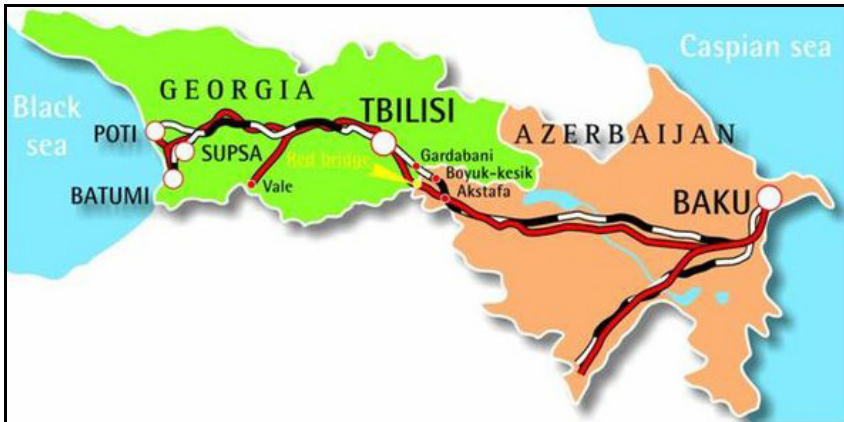 Caspian sea
GEORGIA
Black
sea
TBILISI
AZERBAIJAN
POTI
SUPSA
Red bridge
Gardabani
Boyuk-kesik
Akstafa
Vale
BATUMI
BAKU